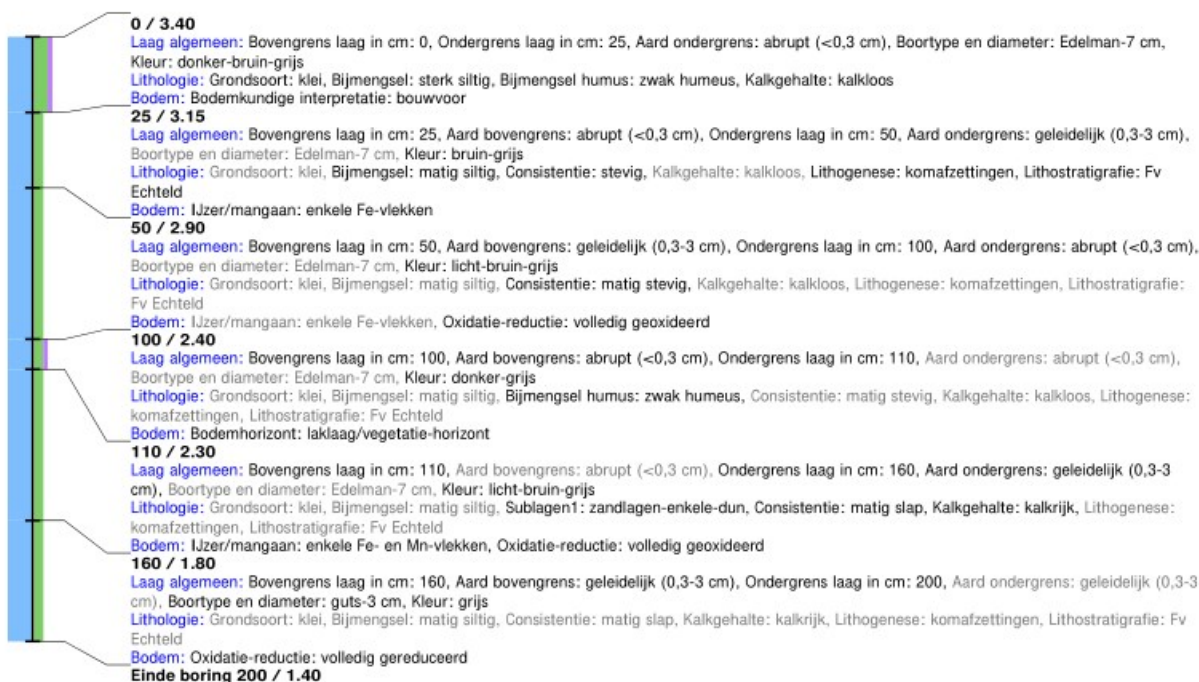 0 / 3.40
Laag algemeen: Bovengrens laag in cm: 0, Ondergrens laag in cm: 25, Aard ondergrens: abrupt (<0,3 cm), Boortype en diameter: Edelman-7 cm,
Kleur: donker-bruin-grijs
Lithologie: Grondsoort: klei, Bijmengsel: sterk siltig, Bijmengsel humus: zwak humeus, Kalkgehalte: kalkloos
Bodem: Bodemkundige interpretatie: bouwvoor
25 / 3.15
Laag algemeen: Bovengrens laag in cm: 25, Aard bovengrens: abrupt (<0,3 cm), Ondergrens laag in cm: 50, Aard ondergrens: geleidelijk (0,3-3 cm),
Boortype en diameter: Edelman-7 cm, Kleur: bruin-grijs
Lithologie: Grondsoort: klei, Bijmengsel: matig siltig, Consistentie: stevig, Kalkgehalte: kalkloos, Lithogenese: komafzettingen, Lithostratigrafie: Fv
Echteld
Bodem: IJzer/mangaan: enkele Fe-vlekken
50 / 2.90
Laag algemeen: Bovengrens laag in cm: 50, Aard bovengrens: geleidelijk (0,3-3 cm), Ondergrens laag in cm: 100, Aard ondergrens: abrupt (<0,3 cm),
Boortype en diameter: Edelman-7 cm, Kleur: licht-bruin-grijs
Lithologie: Grondsoort: klei, Bijmengsel: matig siltig, Consistentie: matig stevig, Kalkgehalte: kalkloos, Lithogenese: komafzettingen, Lithostratigrafie:
Fv Echteld
Bodem: IJzer/mangaan: enkele Fe-vlekken, Oxidatie-reductie: volledig geoxideerd
100 / 2.40
Laag algemeen: Bovengrens laag in cm: 100, Aard bovengrens: abrupt (<0,3 cm), Ondergrens laag in cm: 110, Aard ondergrens: abrupt (<0,3 cm),
Boortype en diameter: Edelman-7 cm, Kleur: donker-grijs
Lithologie: Grondsoort: klei, Bijmengsel: matig siltig, Bijmengsel humus: zwak humeus, Consistentie: matig stevig, Kalkgehalte: kalkloos, Lithogenese:
komafzettingen, Lithostratigrafie: Fv Echteld
Bodem: Bodemhorizont: laklaag/vegetatie-horizont
110 / 2.30
Laag algemeen: Bovengrens laag in cm: 110, Aard bovengrens: abrupt (<0,3 cm), Ondergrens laag in cm: 160, Aard ondergrens: geleidelijk (0,3-3
cm), Boortype en diameter: Edelman-7 cm, Kleur: licht-bruin-grijs
Lithologie: Grondsoort: klei, Bijmengsel: matig siltig, Sublagen1: zandlagen-enkele-dun, Consistentie: matig slap, Kalkgehalte: kalkrijk, Lithogenese:
komafzettingen, Lithostratigrafie: Fv Echteld
Bodem: IJzer/mangaan: enkele Fe- en Mn-vlekken, Oxidatie-reductie: volledig geoxideerd
160 / 1.80
Laag algemeen: Bovengrens laag in cm: 160, Aard bovengrens: geleidelijk (0,3-3 cm), Ondergrens laag in cm: 200, Aard ondergrens: geleidelijk (0,3-3
cm), Boortype en diameter: guts-3 cm, Kleur: grijs
Lithologie: Grondsoort: klei, Bijmengsel: matig siltig, Consistentie: matig slap, Kalkgehalte: kalkrijk, Lithogenese: komafzettingen, Lithostratigrafie: Fv
Echteld
Bodem: Oxidatie-reductie: volledig gereduceerd
Einde boring 200 / 1.40